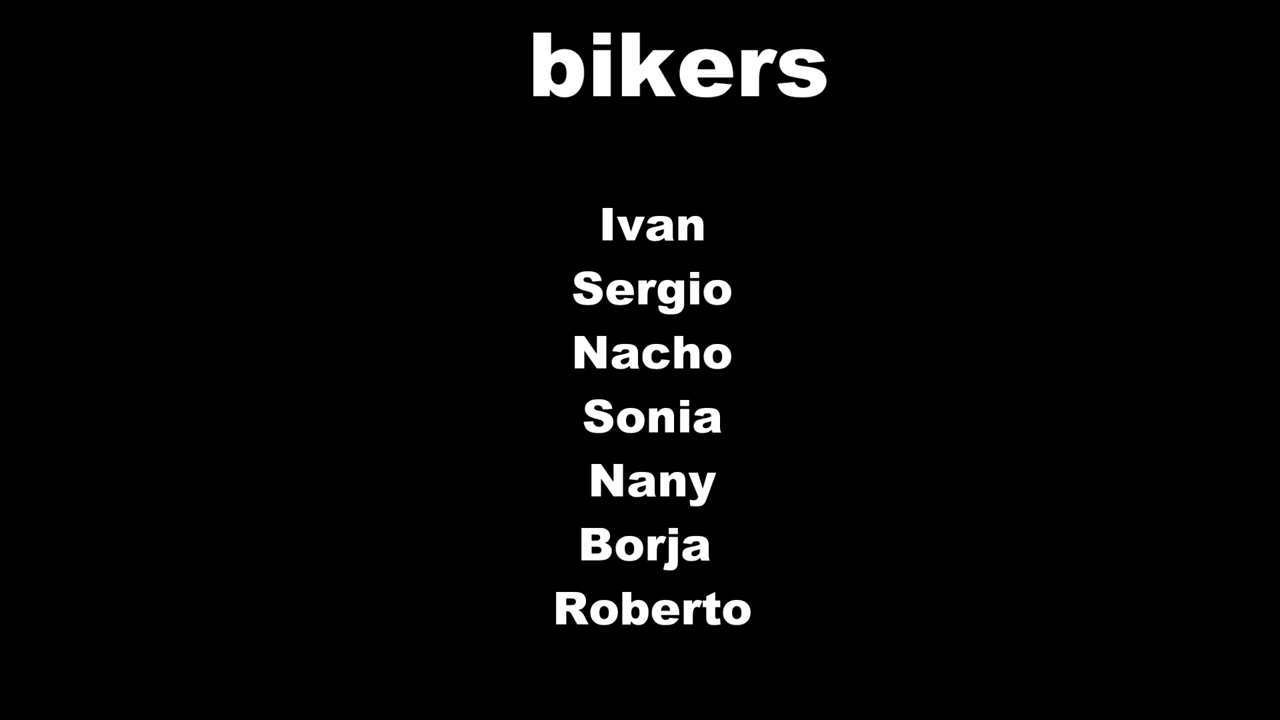 bikers
Ivan
Sergio
Nacho
Sonia
Nany
Borja
Roberto